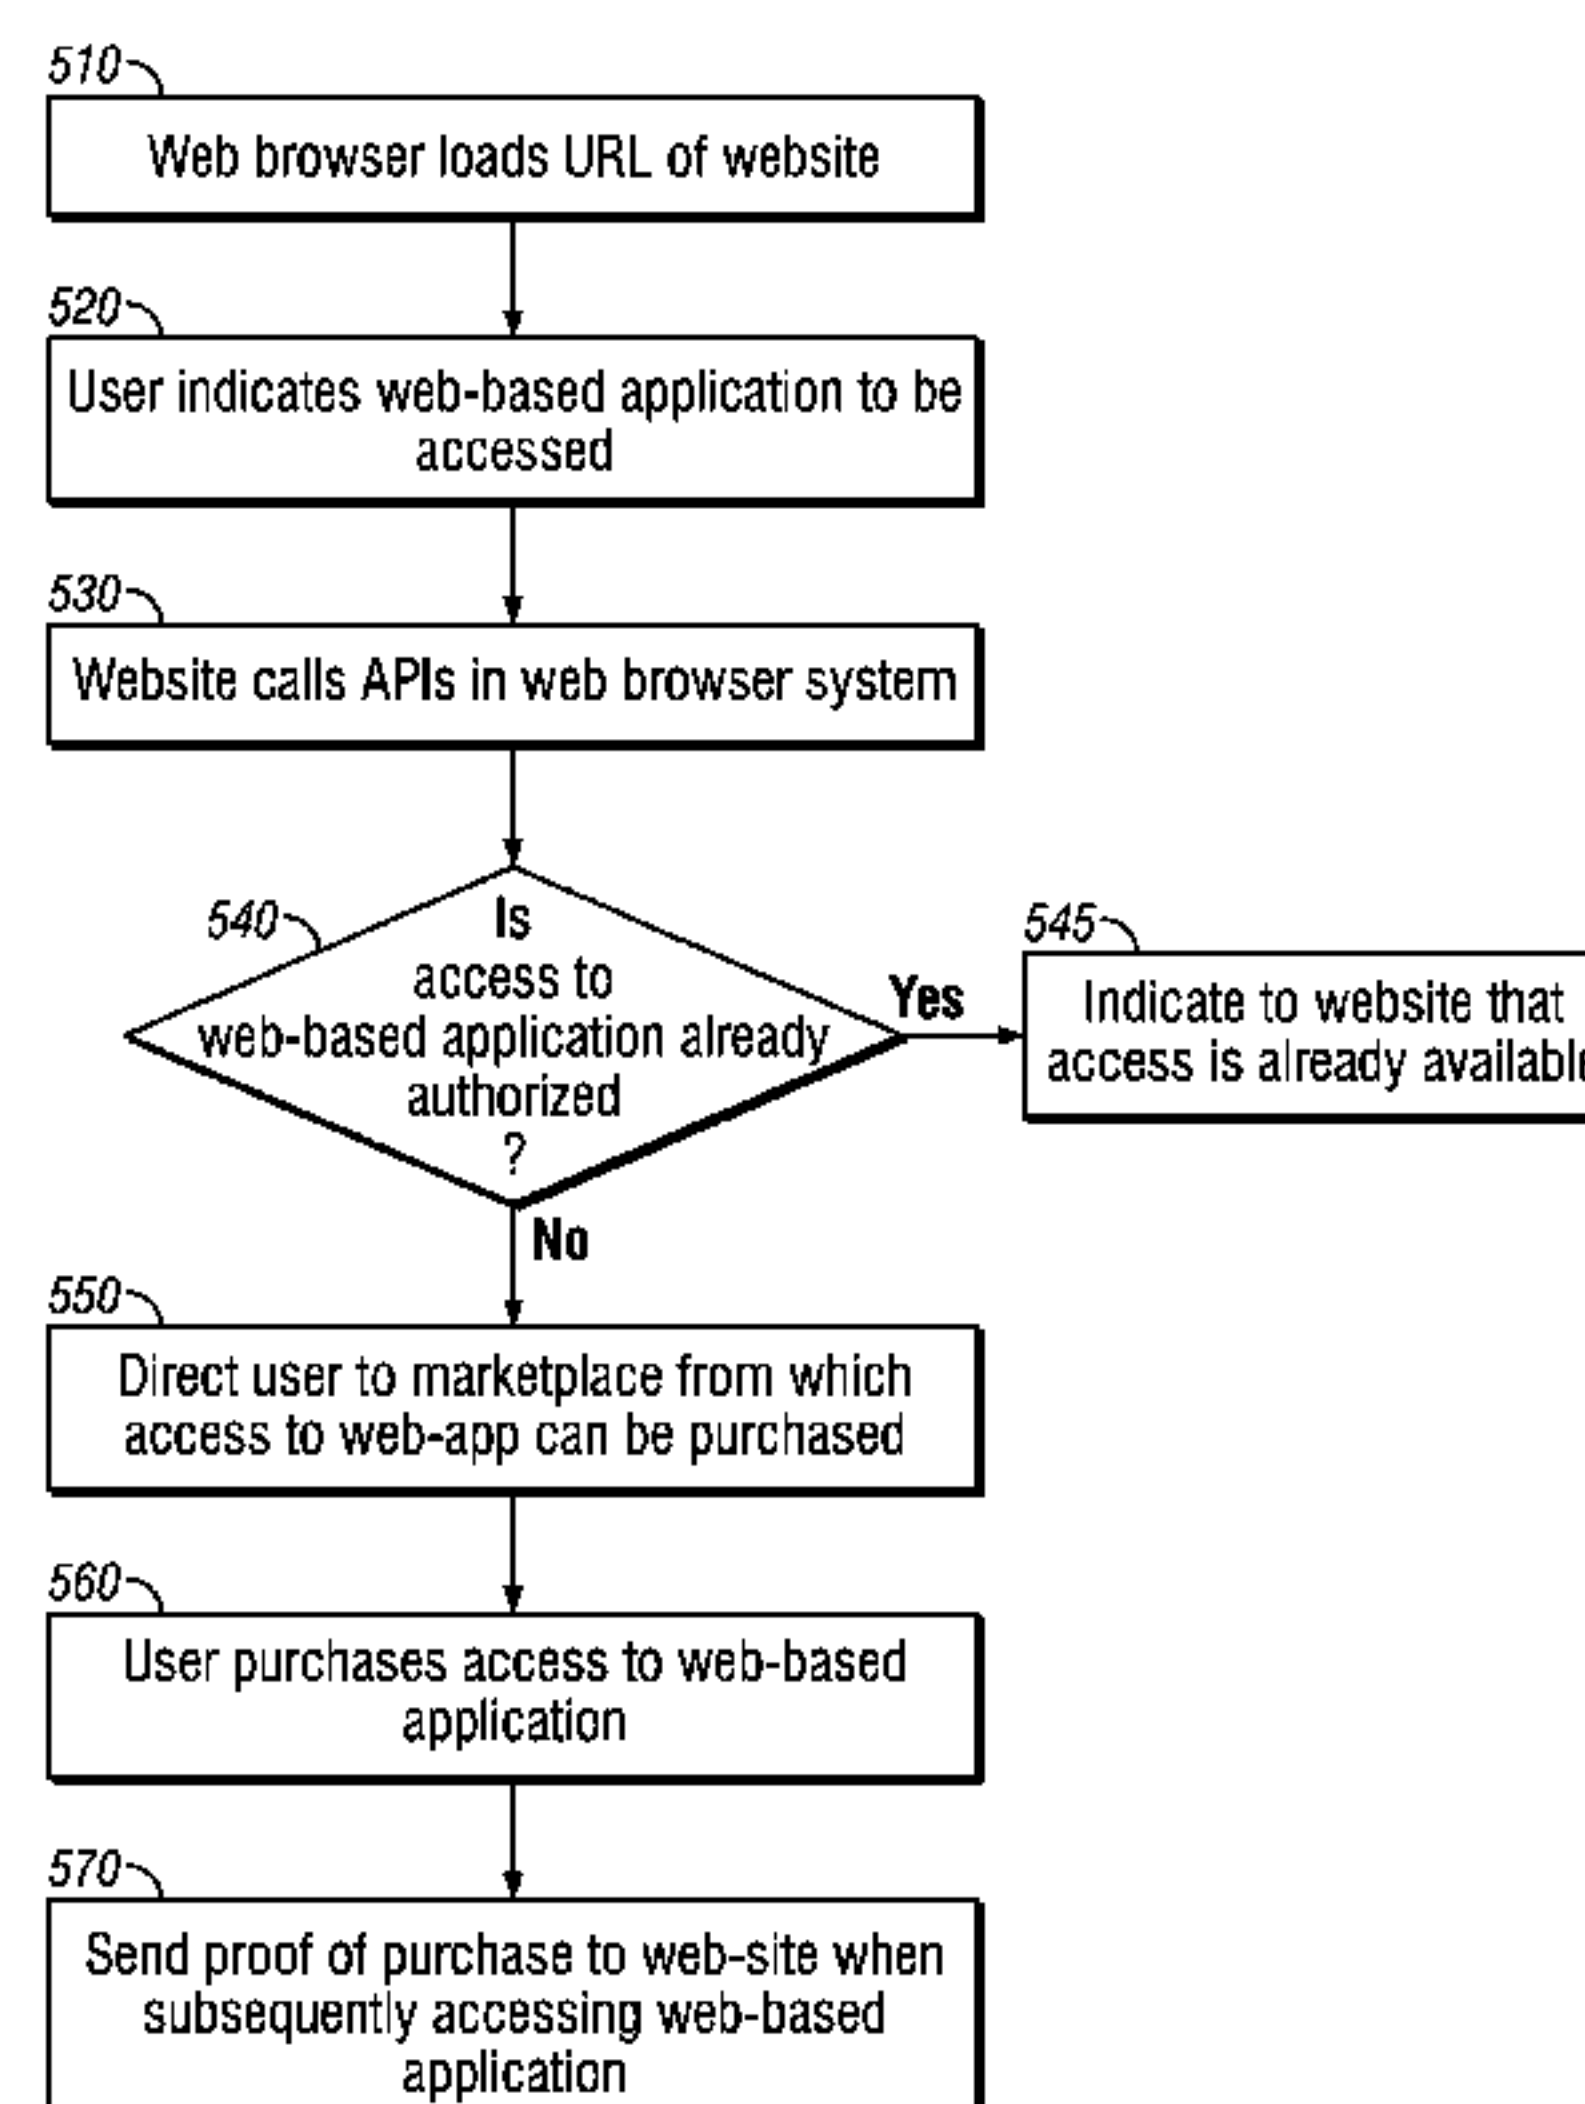 510
Web browser loads URL of website
520
User indicates web-based application to be
accessed
530
Website calls APIs in web browser system
540
Is
access to
web-based application already
authorized
?
Yes
545
Indicate to website that
access is already available
No
550
Direct user to marketplace from which
access to web-app can be purchased
560
User purchases access to web-based
application
570
Send proof of purchase to web-site when
subsequently accessing web-based
application